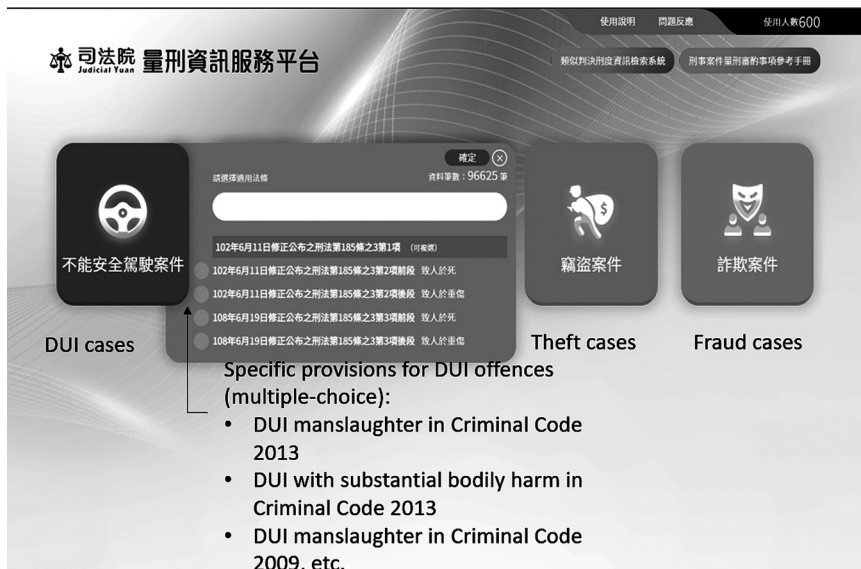 使用說明 問題反應 使用人數600
司法院 量刑資訊服務平台
Judicial Yuan
類似判決刑度資訊檢索系統 刑事案件量刑審酌事項參考手冊
確定
請選擇適用法條 資料筆數：96625 筆
102年6月11日修正公布之刑法第185條之3第1項 (可複選)
102年6月11日修正公布之刑法第185條之3第2項前段 致人於死
102年6月11日修正公布之刑法第185條之3第2項後段 致人於重傷
108年6月19日修正公布之刑法第185條之3第3項前段 致人於死
108年6月19日修正公布之刑法第185條之3第3項後段 致人於重傷
不能安全駕駛案件
竊盜案件
詐欺案件
$
DUI cases
Theft cases
Fraud cases
Specific provisions for DUI offences
(multiple-choice):
• DUI manslaughter in Criminal Code
2013
• DUI with substantial bodily harm in
Criminal Code 2013
• DUI manslaughter in Criminal Code
2009, etc.